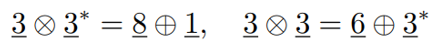 3̲ ⊗ 3̲* = 8̲ ⊕ 1̲, 3̲ ⊗ 3̲ = 6̲ ⊕ 3̲*